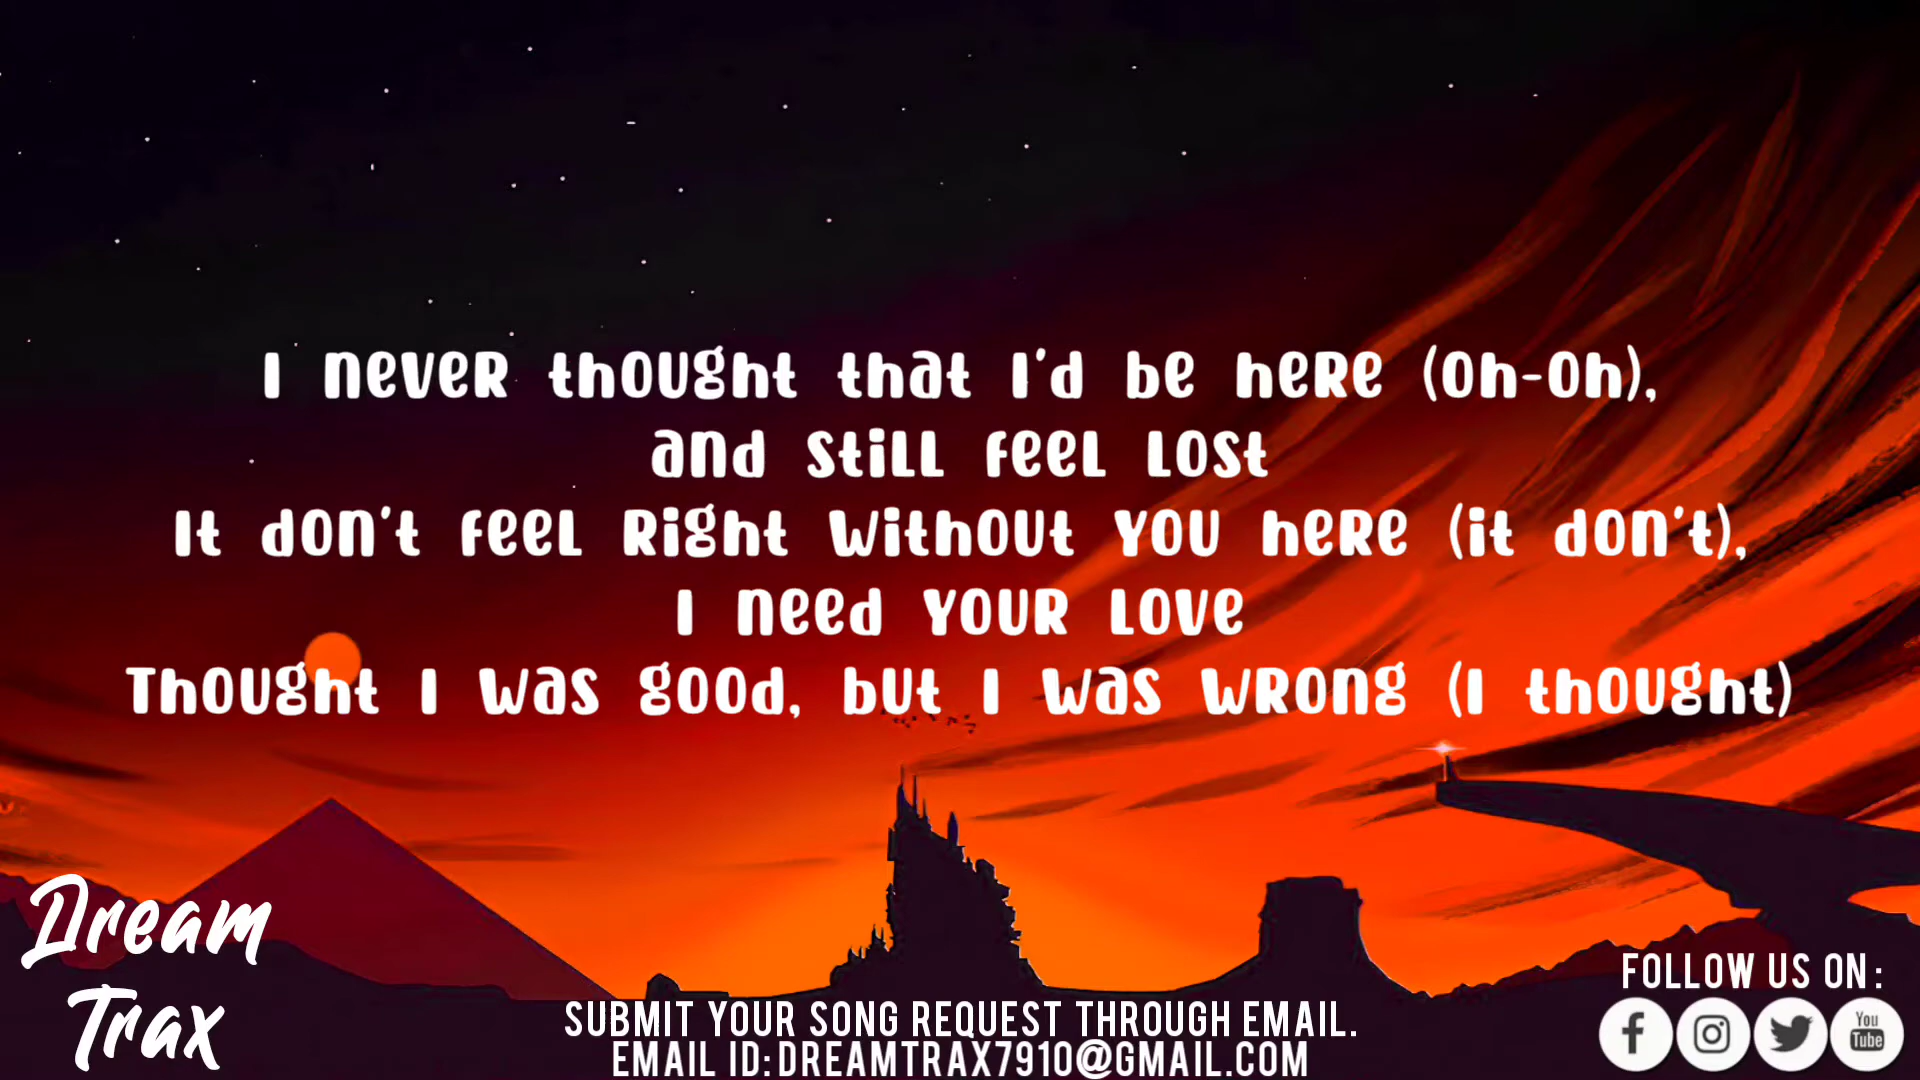 I never thought that I'd be here (Oh-Oh),
and still feel lost
It don't feel right without you here (it don't),
I need your love
Thought I was good, but I was wrong (I thought)
Dream
Trax
SUBMIT YOUR SONG REQUEST THROUGH EMAIL.
EMAIL ID:DREAMTRAX7910@GMAIL.COM
FOLLOW US ON :
You
Tube